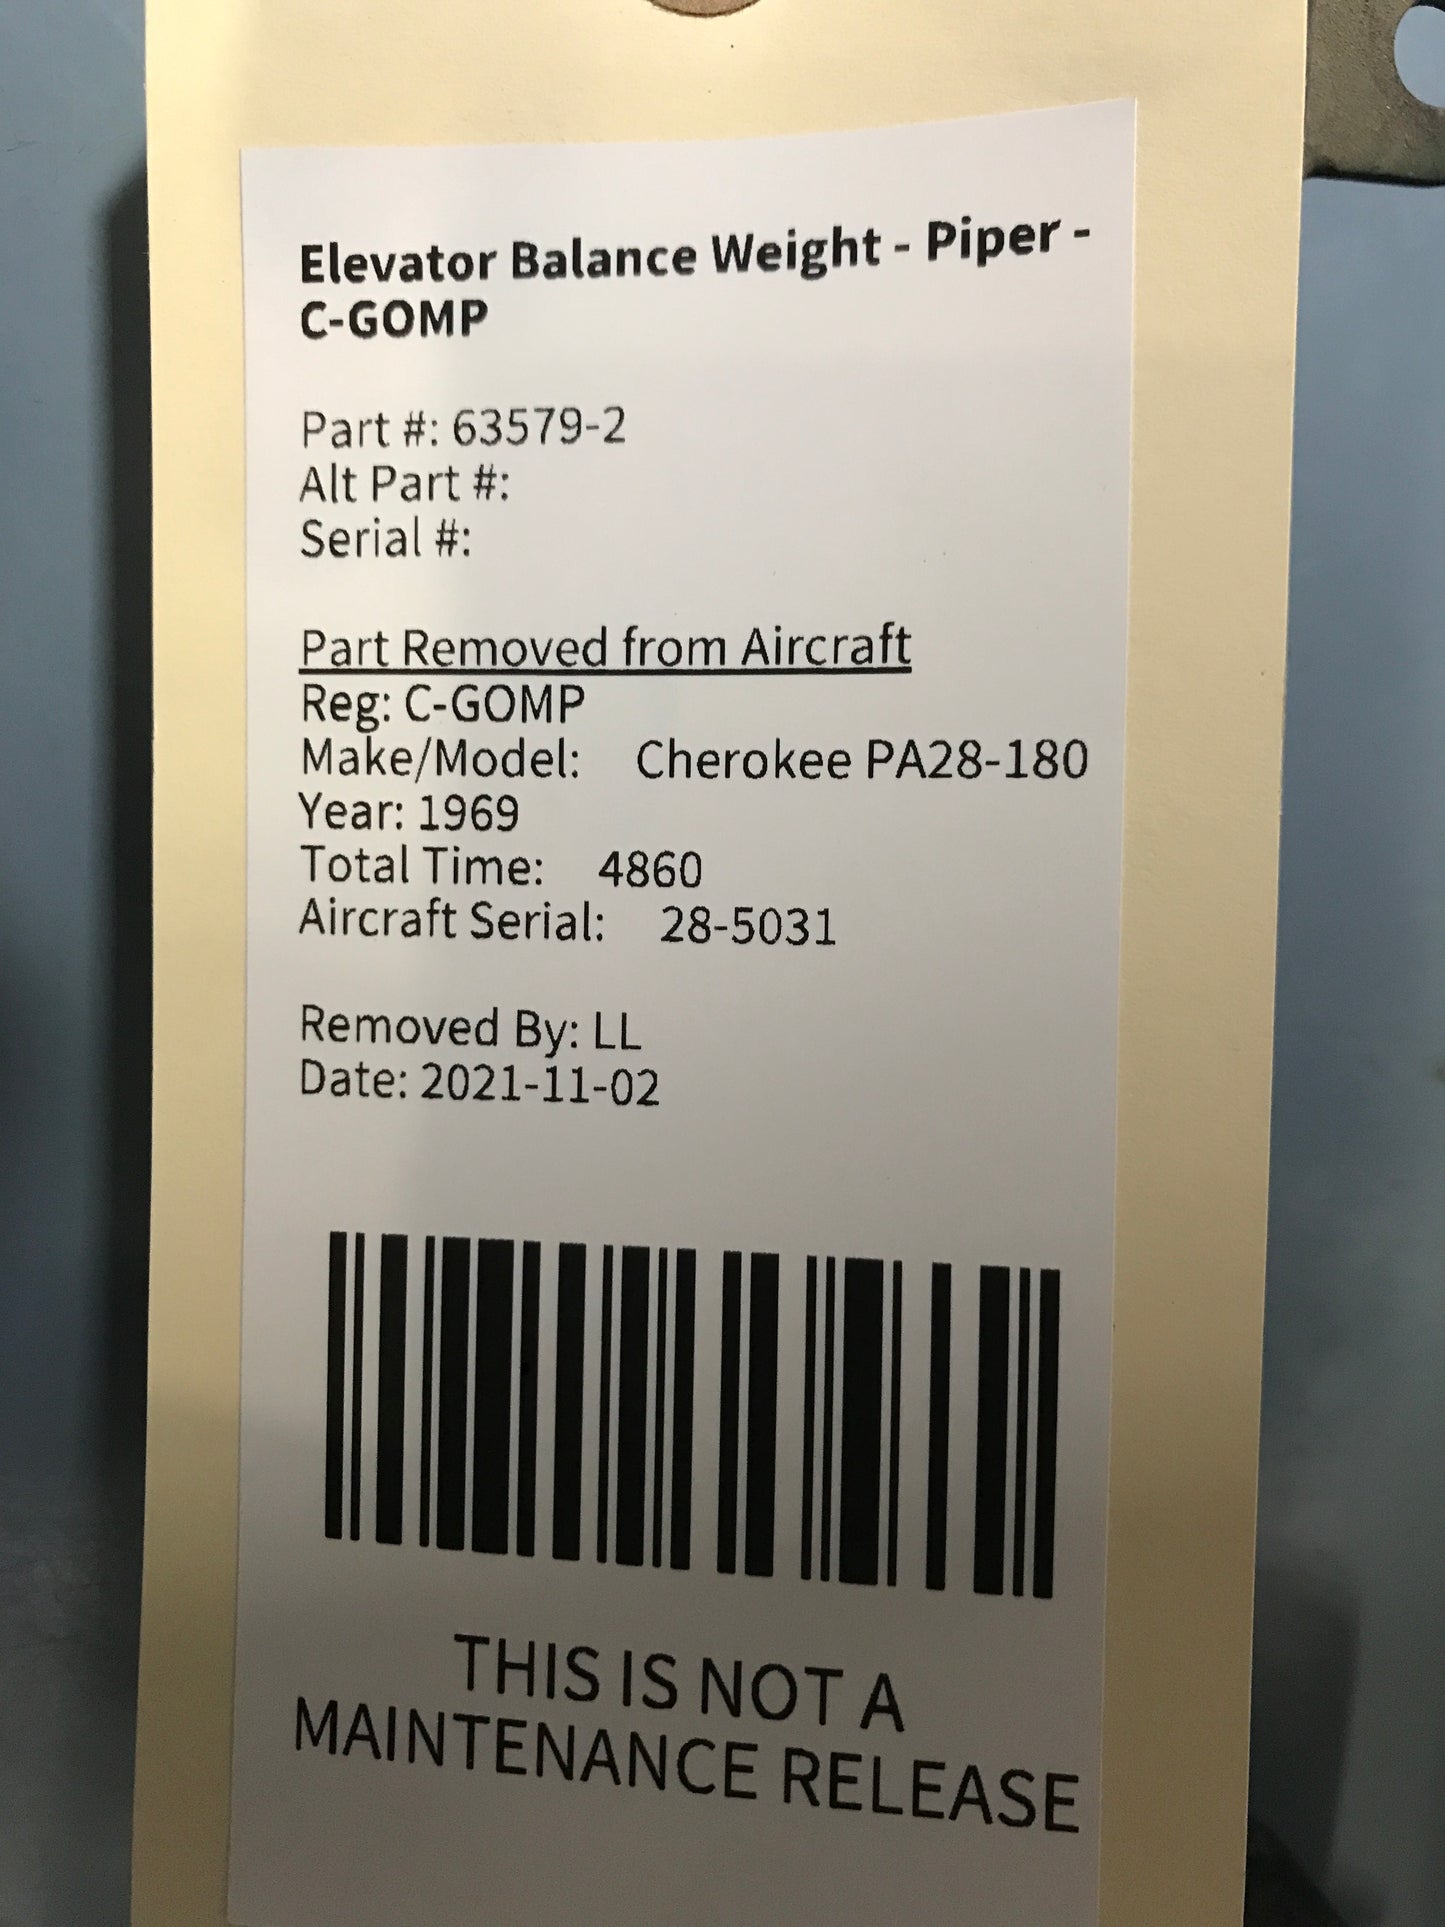 Elevator Balance Weight - Piper -
C-GOMP
Part #: 63579-2
Alt Part #:
Serial #:
Part Removed from Aircraft
Reg: C-GOMP
Make/Model: Cherokee PA28-180
Year: 1969
Total Time: 4860
Aircraft Serial: 28-5031
Removed By: LL
Date: 2021-11-02
THIS IS NOT A
MAINTENANCE RELEASE